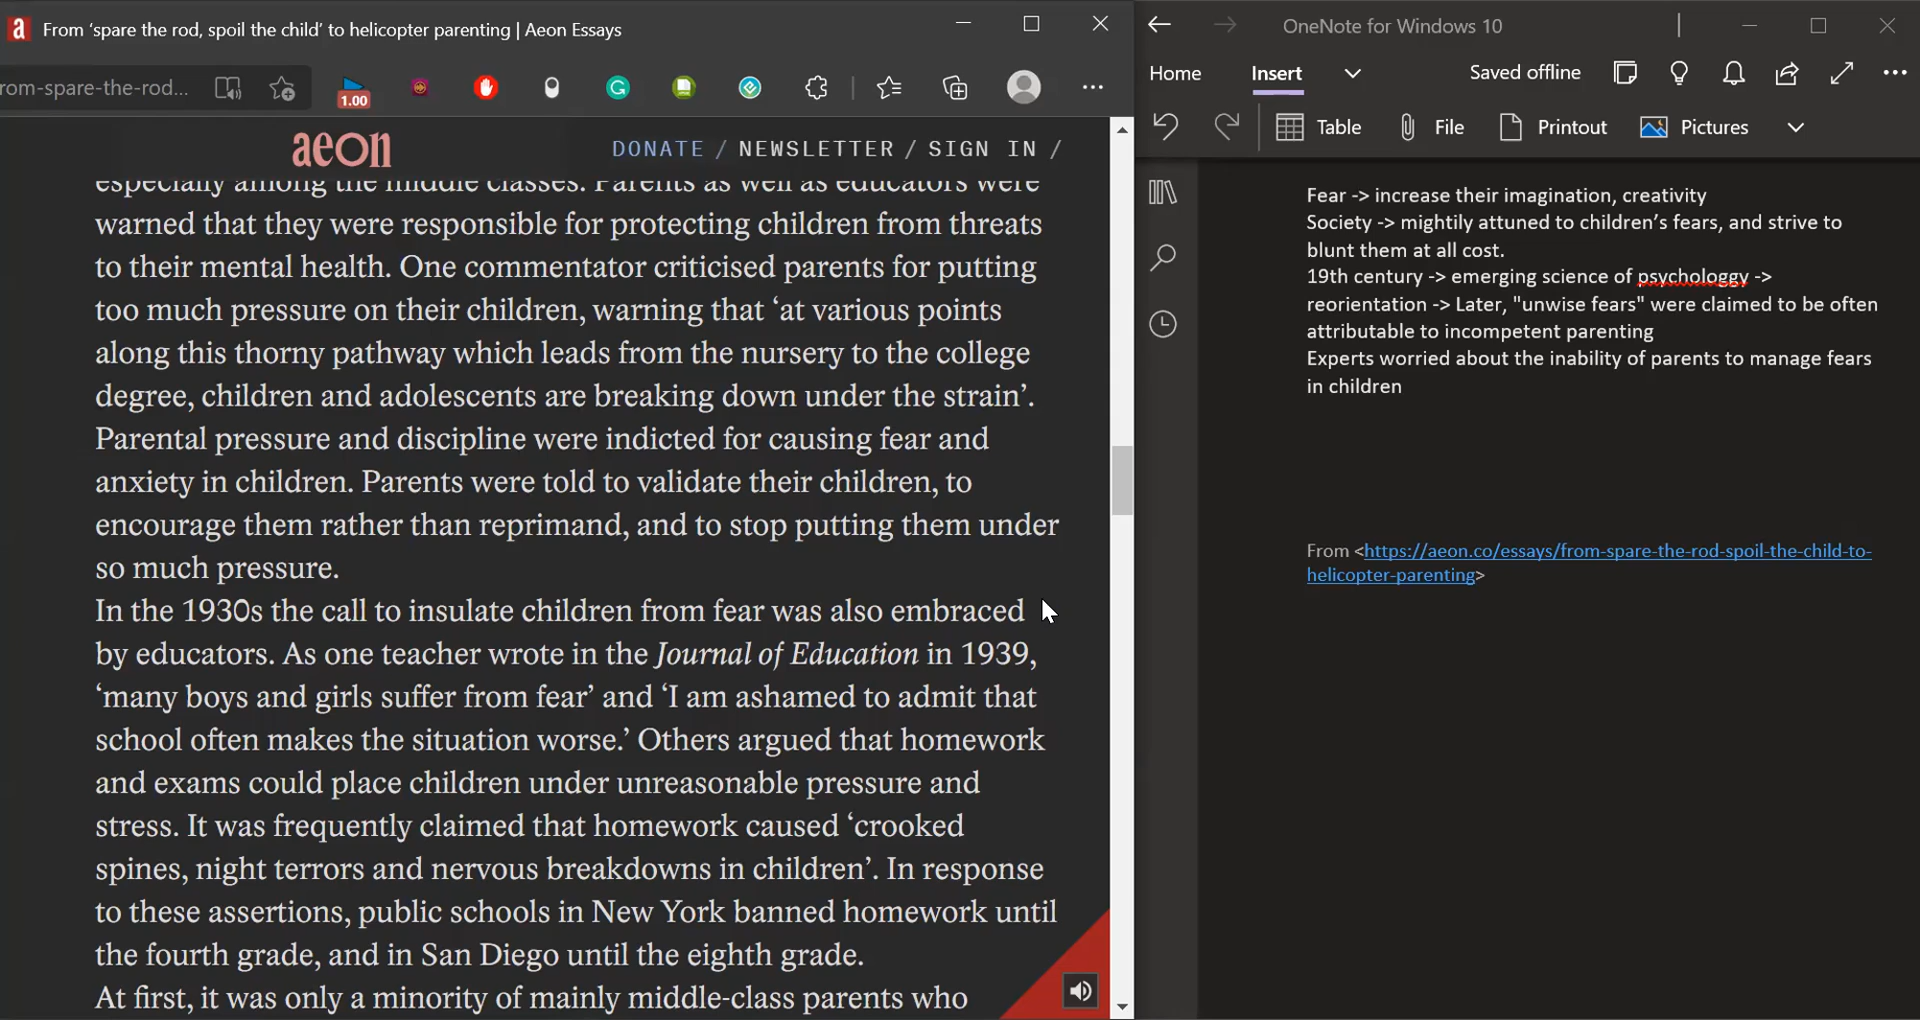 From ‘spare the rod, spoil the child’ to helicopter parenting | Aeon Essays
rom-spare-the-rod...
1.00
aeon
DONATE / NEWSLETTER / SIGN IN /
especially among the middle classes. Parents as well as educators were
warned that they were responsible for protecting children from threats
to their mental health. One commentator criticised parents for putting
too much pressure on their children, warning that ‘at various points
along this thorny pathway which leads from the nursery to the college
degree, children and adolescents are breaking down under the strain’.
Parental pressure and discipline were indicted for causing fear and
anxiety in children. Parents were told to validate their children, to
encourage them rather than reprimand, and to stop putting them under
so much pressure.
In the 1930s the call to insulate children from fear was also embraced
by educators. As one teacher wrote in the Journal of Education in 1939,
‘many boys and girls suffer from fear’ and ‘I am ashamed to admit that
school often makes the situation worse.’ Others argued that homework
and exams could place children under unreasonable pressure and
stress. It was frequently claimed that homework caused ‘crooked
spines, night terrors and nervous breakdowns in children’. In response
to these assertions, public schools in New York banned homework until
the fourth grade, and in San Diego until the eighth grade.
At first, it was only a minority of mainly middle-class parents who
OneNote for Windows 10
Home Insert Saved offline
Table File Printout Pictures
Fear -> increase their imagination, creativity
Society -> mightily attuned to children’s fears, and strive to
blunt them at all cost.
19th century -> emerging science of psychologgy ->
reorientation -> Later, "unwise fears" were claimed to be often
attributable to incompetent parenting
Experts worried about the inability of parents to manage fears
in children
From <https://aeon.co/essays/from-spare-the-rod-spoil-the-child-to-
helicopter-parenting>